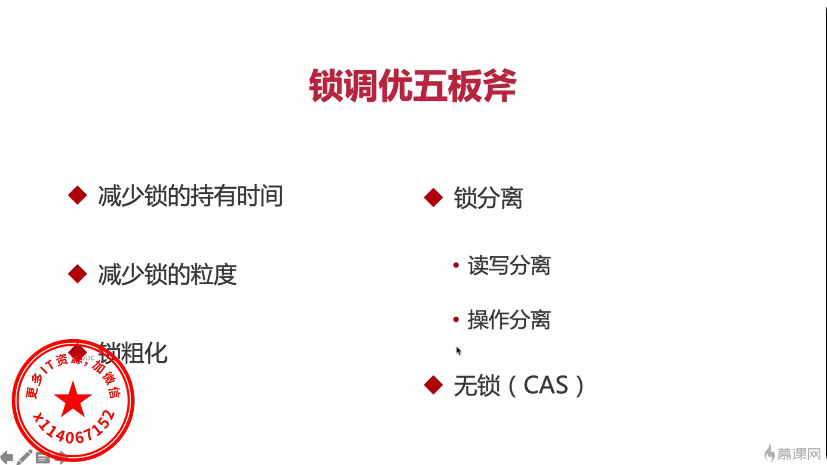 锁调优五板斧
减少锁的持有时间
减少锁的粒度
锁粗化
锁分离
读写分离
操作分离
无锁（CAS）
更多IT资源,加微信
x114067152
慕课网